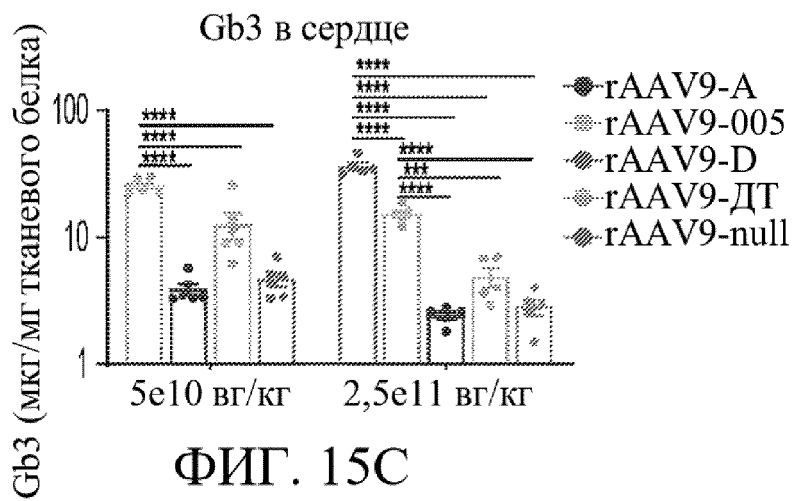 Gb3 в сердце
Gb3 (мкг/мг тканевого белка)
100
10
1
****
****
****
****
****
****
****
****
***
****
5e10 вг/кг
2,5e11 вг/кг
rAAV9-A
rAAV9-005
rAAV9-D
rAAV9-ДТ
rAAV9-null
ФИГ. 15C